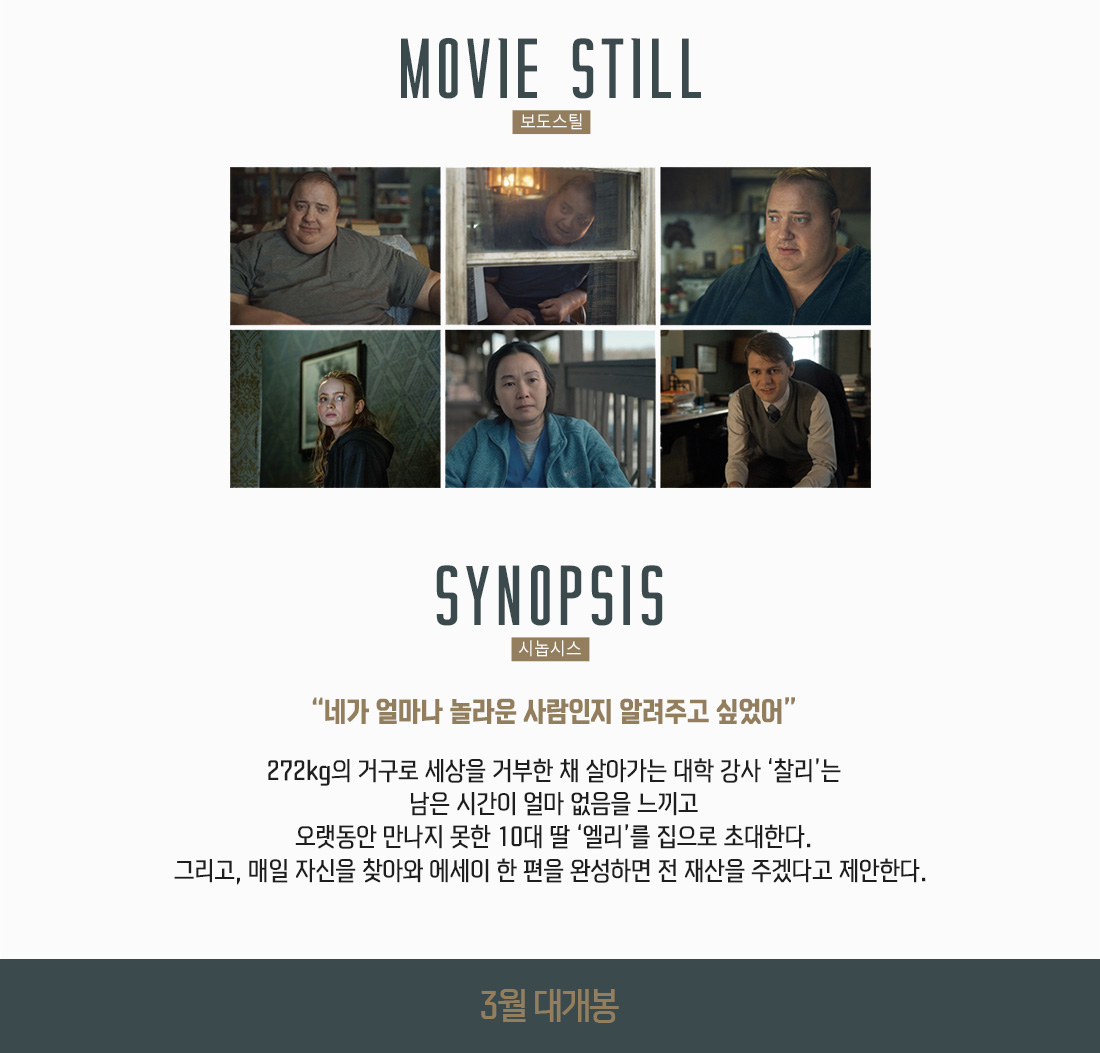 MOVIE STILL
보도스틸
SYNOPSIS
시놉시스
“네가 얼마나 놀라운 사람인지 알려주고 싶었어”
272kg의 거구로 세상을 거부한 채 살아가는 대학 강사 ‘찰리’는
남은 시간이 얼마 없음을 느끼고
오랫동안 만나지 못한 10대 딸 ‘엘리’를 집으로 초대한다.
그리고, 매일 자신을 찾아와 에세이 한 편을 완성하면 전 재산을 주겠다고 제안한다.
3월 대개봉